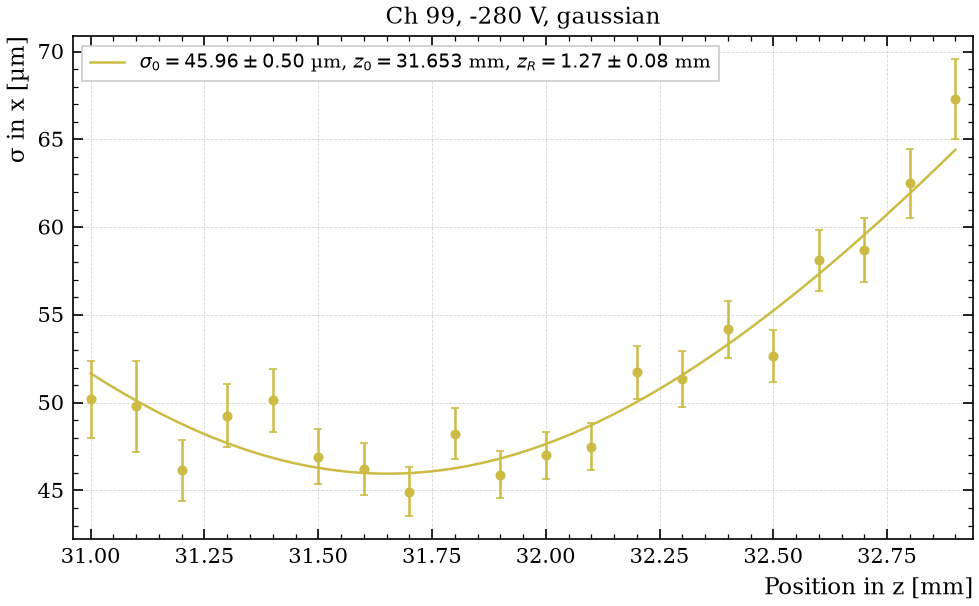 Ch 99, -280 V, gaussian
σ₀ = 45.96 ± 0.50 µm, z₀ = 31.653 mm, z_R = 1.27 ± 0.08 mm
σ in x [µm]
70
65
60
55
50
45
31.00 31.25 31.50 31.75 32.00 32.25 32.50 32.75
Position in z [mm]